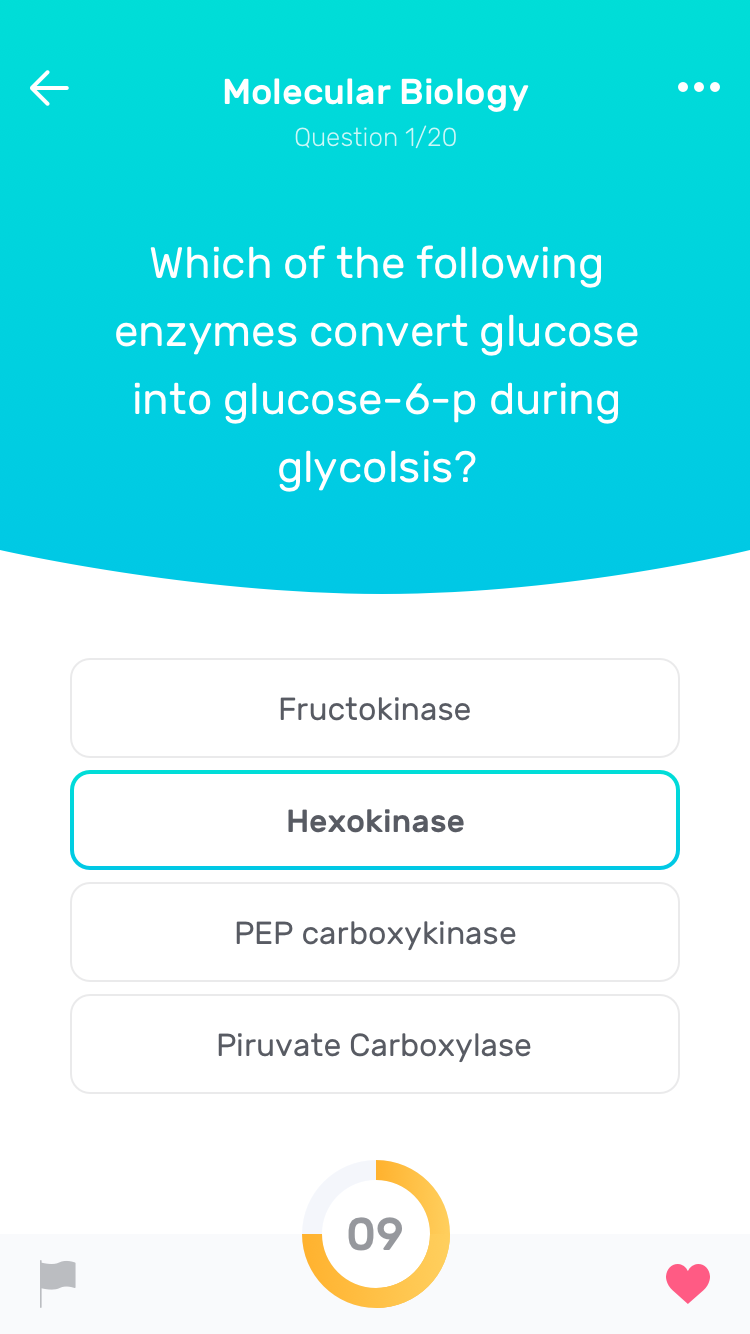 Molecular Biology
Question 1/20
Which of the following
enzymes convert glucose
into glucose-6-p during
glycolsis?
Fructokinase
Hexokinase
PEP carboxykinase
Piruvate Carboxylase
09